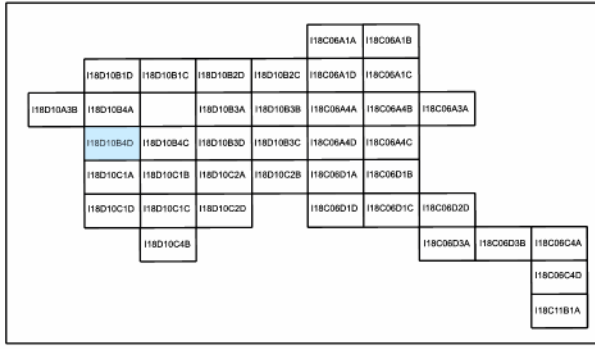 I18C06A1A I18C06A1B
I18D10B1D I18D10B1C I18D10B2D I18D10B2C I18C06A1D I18C06A1C
I18D10A3B I18D10B4A I18D10B3A I18D10B3B I18C06A4A I18C06A4B I18C06A3A
I18D10B4D I18D10B4C I18D10B3D I18D10B3C I18C06A4D I18C06A4C
I18D10C1A I18D10C1B I18D10C2A I18D10C2B I18C06D1A I18C06D1B
I18D10C1D I18D10C1C I18D10C2D I18C06D1D I18C06D1C I18C06D2D
I18D10C4B I18C06D3A I18C06D3B I18C06C4A
I18C06C4D
I18C11B1A